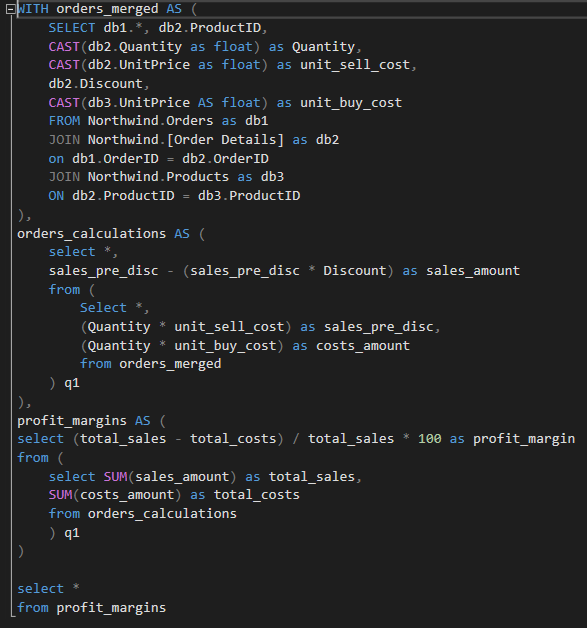 WITH orders_merged AS (
    SELECT db1.*, db2.ProductID,
    CAST(db2.Quantity as float) as Quantity,
    CAST(db2.UnitPrice as float) as unit_sell_cost,
    db2.Discount,
    CAST(db3.UnitPrice AS float) as unit_buy_cost
    FROM Northwind.Orders as db1
    JOIN Northwind.[Order Details] as db2
    on db1.OrderID = db2.OrderID
    JOIN Northwind.Products as db3
    ON db2.ProductID = db3.ProductID
),
orders_calculations AS (
    select *,
    sales_pre_disc - (sales_pre_disc * Discount) as sales_amount
    from (
        Select *,
        (Quantity * unit_sell_cost) as sales_pre_disc,
        (Quantity * unit_buy_cost) as costs_amount
        from orders_merged
    ) q1
),
profit_margins AS (
select (total_sales - total_costs) / total_sales * 100 as profit_margin
from (
    select SUM(sales_amount) as total_sales,
    SUM(costs_amount) as total_costs
    from orders_calculations
    ) q1
)

select *
from profit_margins